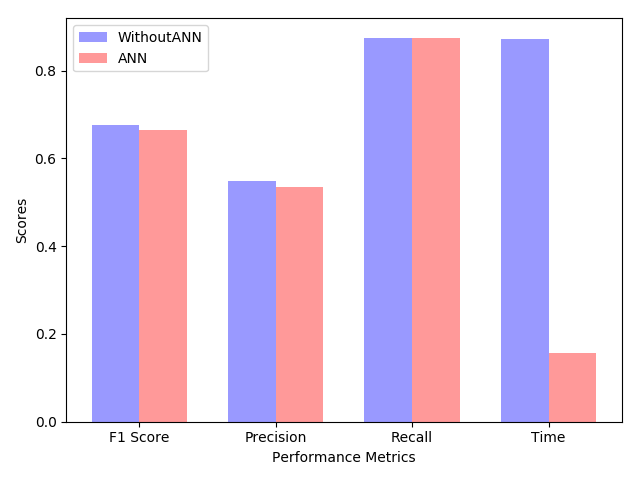 WithoutANN
ANN
0.8
0.6
0.4
0.2
0.0
Scores
F1 Score Precision Recall Time
Performance Metrics